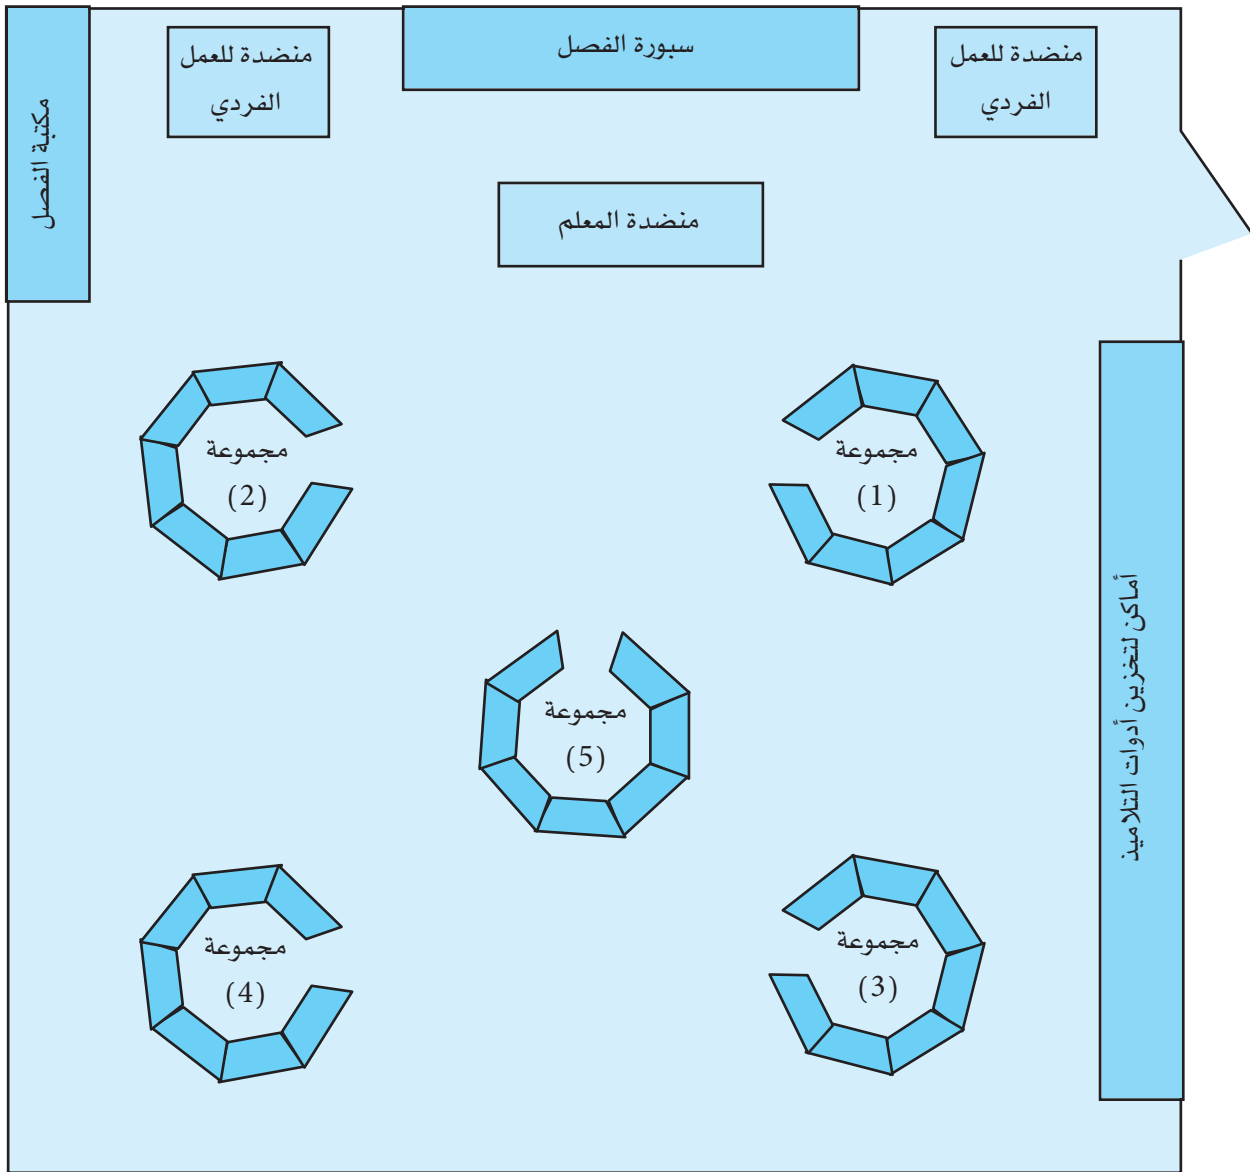 سبورة الفصل
منضدة للعمل
الفردي
منضدة للعمل
الفردي
مكتبة الفصل
منضدة المعلم
مجموعة
(1)
مجموعة
(2)
أماكن لتخزين أدوات التلاميذ
مجموعة
(5)
مجموعة
(3)
مجموعة
(4)